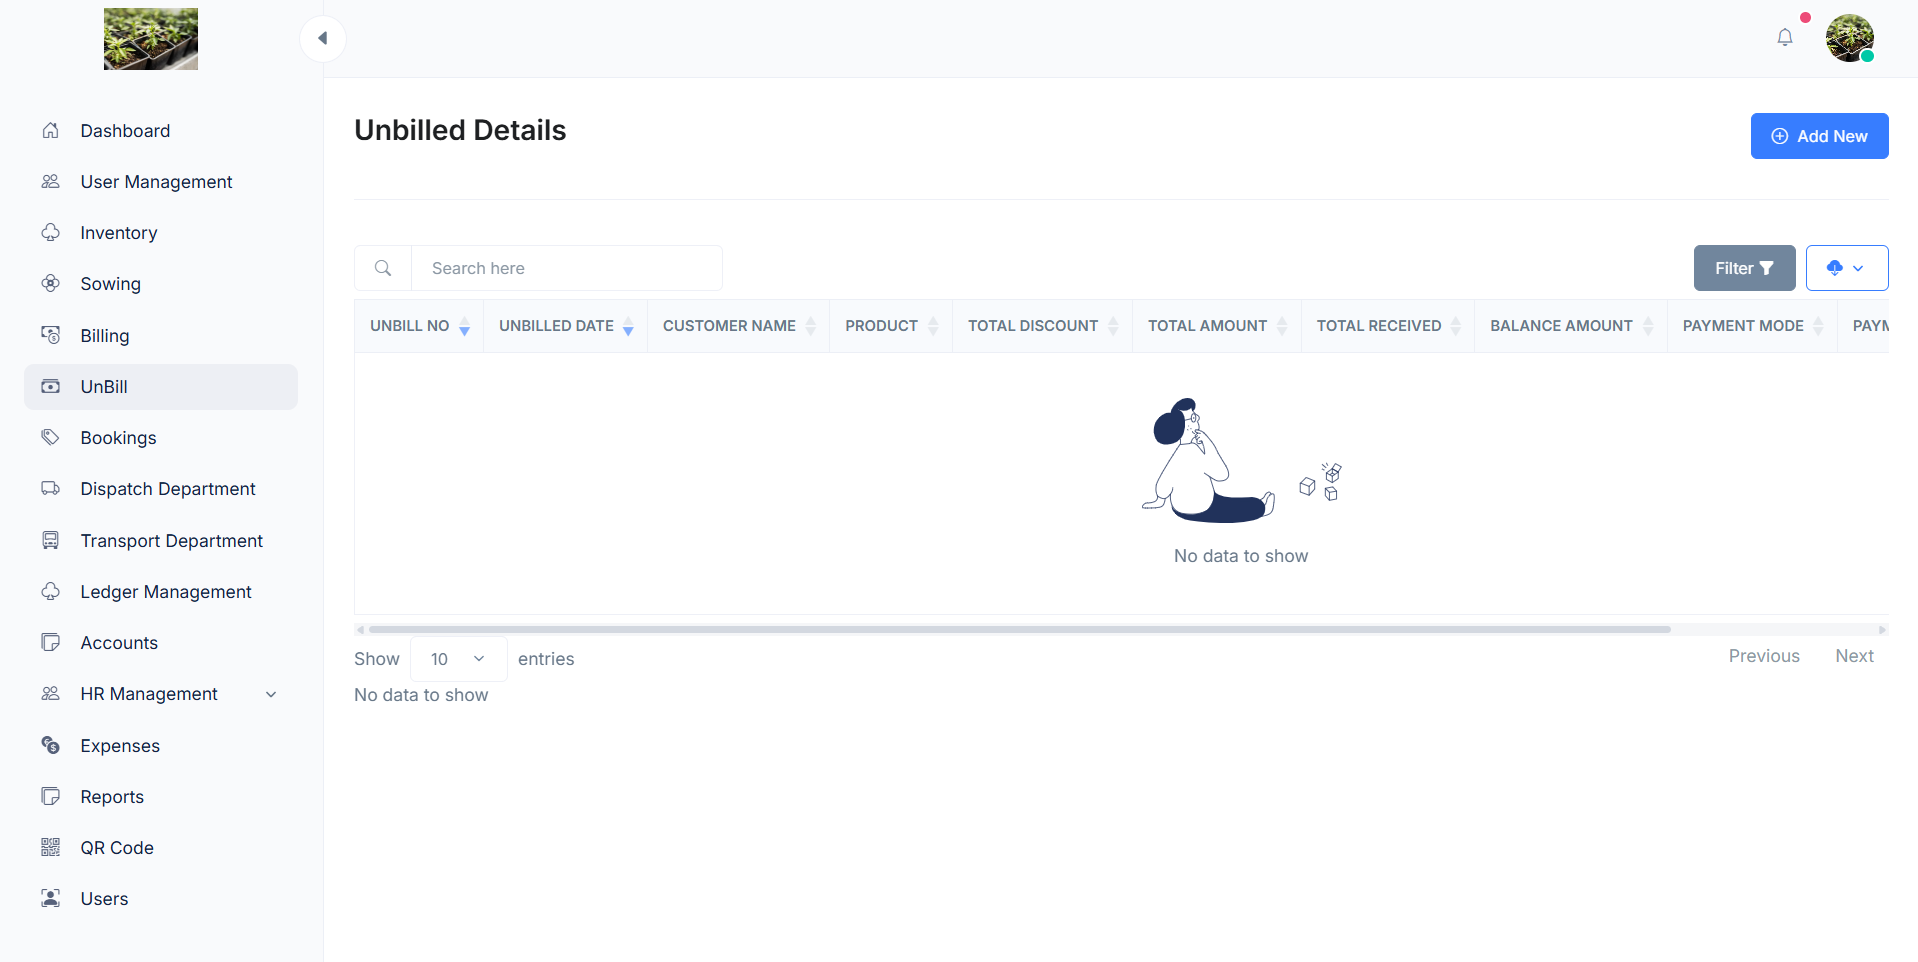 Dashboard
User Management
Inventory
Sowing
Billing
UnBill
Bookings
Dispatch Department
Transport Department
Ledger Management
Accounts
HR Management
Expenses
Reports
QR Code
Users
Unbilled Details
Add New
Search here
Filter
UNBILL NO UNBILLED DATE CUSTOMER NAME PRODUCT TOTAL DISCOUNT TOTAL AMOUNT TOTAL RECEIVED BALANCE AMOUNT PAYMENT MODE PAYM
No data to show
Show 10 entries
Previous Next
No data to show